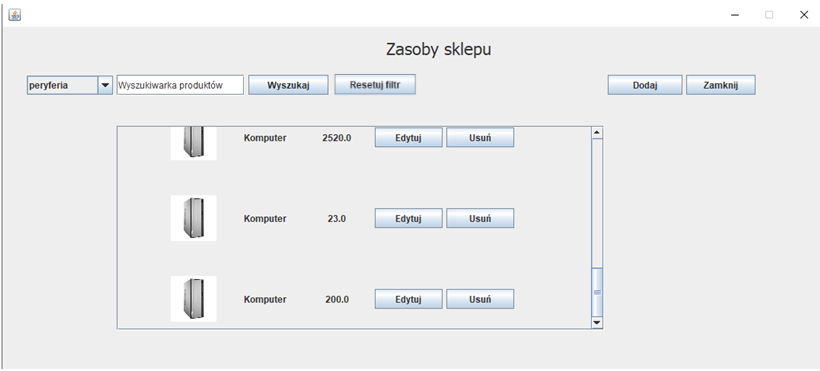 Zasoby sklepu
peryferia Wyszukiwarka produktów Wyszukaj Resetuj filtr Dodaj Zamknij
Komputer 2520.0 Edytuj Usuń
Komputer 23.0 Edytuj Usuń
Komputer 200.0 Edytuj Usuń